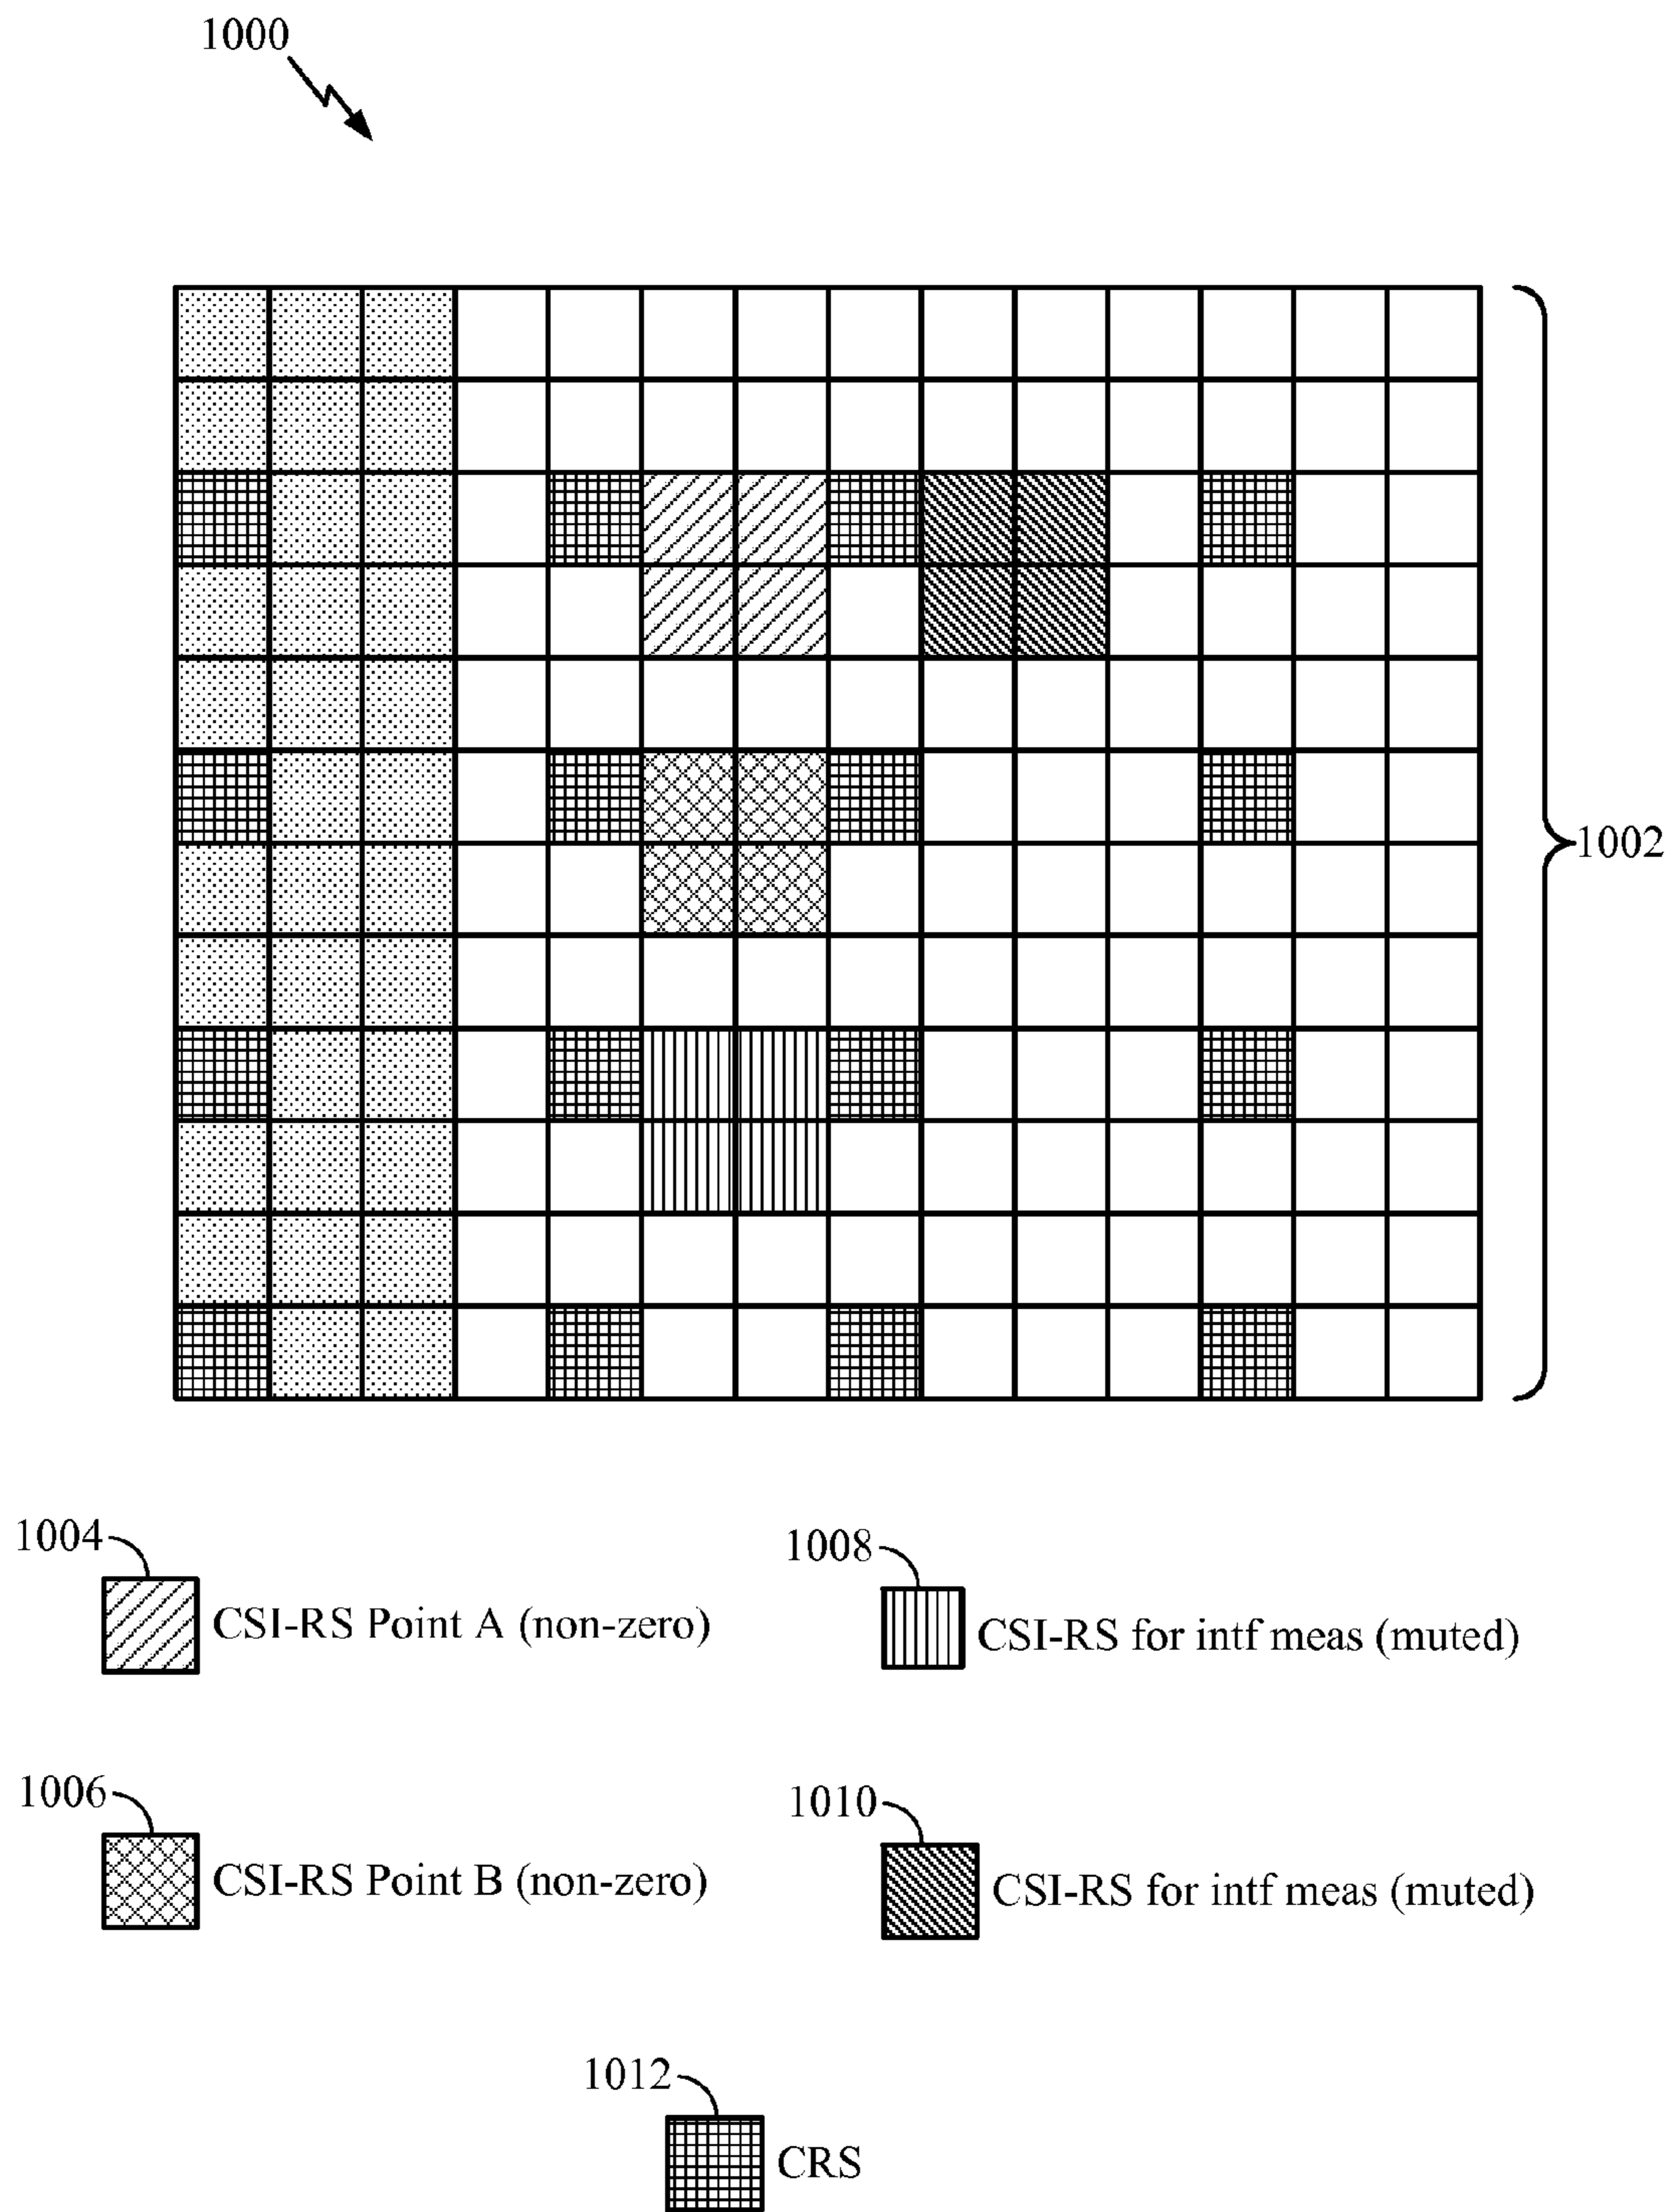 1000
1002
1004
CSI-RS Point A (non-zero)
1008
CSI-RS for intf meas (muted)
1006
CSI-RS Point B (non-zero)
1010
CSI-RS for intf meas (muted)
1012
CRS